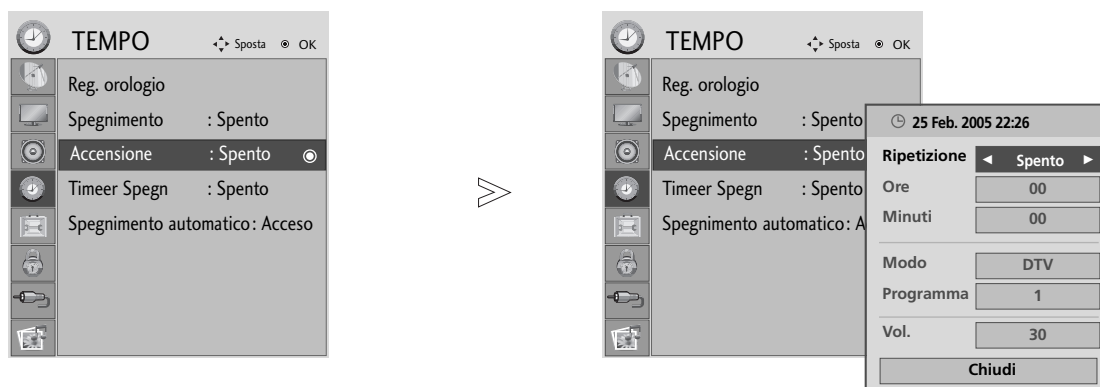 TEMPO Sposta OK
Reg. orologio
Spegnimento : Spento
Accensione : Spento
Timeer Spegn : Spento
Spegnimento automatico: Acceso
TEMPO Sposta OK
Reg. orologio
Spegnimento : Spento
Accensione : Spento
Timeer Spegn : Spento
Spegnimento automatico: A
25 Feb. 2005 22:26
Ripetizione ◄ Spento ►
Ore 00
Minuti 00
Modo DTV
Programma 1
Vol. 30
Chiudi